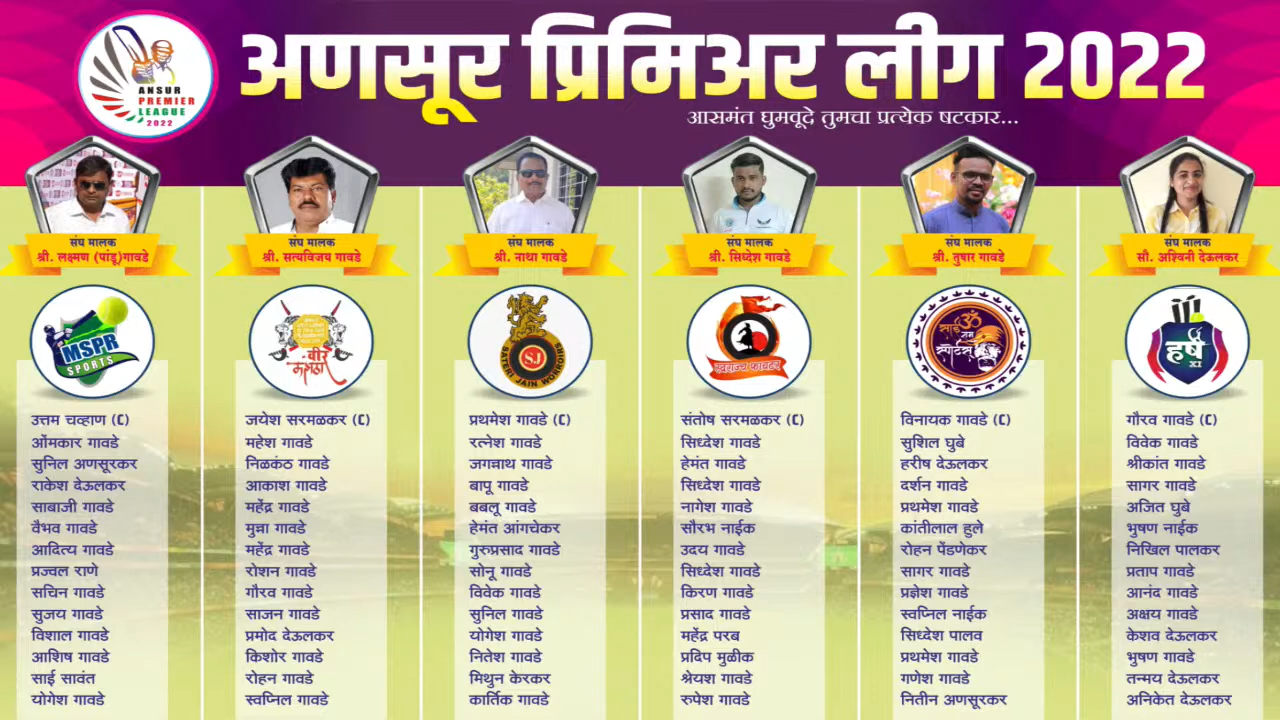 ANSUR
PREMIER
LEAGUE
2022
अणसूर प्रिमिअर लीग 2022
आसमंत घुमवूदे तुमचा प्रत्येक षटकार...
संघ मालक
श्री. लक्ष्मण (पांडू)गावडे
MSPR
SPORTS
उत्तम चव्हाण (C)
ओंमकार गावडे
सुनिल अणसूरकर
राकेश देऊलकर
साबाजी गावडे
वैभव गावडे
आदित्य गावडे
प्रज्वल राणे
सचिन गावडे
सुजय गावडे
विशाल गावडे
आशिष गावडे
साई सावंत
योगेश गावडे
संघ मालक
श्री. सत्यविजय गावडे
वीर
जयेश सरमळकर (C)
महेश गावडे
निळकंठ गावडे
आकाश गावडे
महेंद्र गावडे
मुन्ना गावडे
महेंद्र गावडे
रोशन गावडे
गौरव गावडे
साजन गावडे
प्रमोद देऊलकर
किशोर गावडे
रोहन गावडे
स्वप्निल गावडे
संघ मालक
श्री. नाथा गावडे
SJ
SATERI JAIN WORROIRS
प्रथमेश गावडे (C)
रत्नेश गावडे
जगन्नाथ गावडे
बापू गावडे
बबलू गावडे
हेमंत आंगचेकर
गुरुप्रसाद गावडे
सोनू गावडे
विवेक गावडे
सुनिल गावडे
योगेश गावडे
नितेश गावडे
मिथुन केरकर
कार्तिक गावडे
संघ मालक
श्री. सिध्देश गावडे
स्वराज्य फायटर
संतोष सरमळकर (C)
सिध्देश गावडे
हेमंत गावडे
सिध्देश गावडे
नागेश गावडे
सौरभ नाईक
उदय गावडे
सिध्देश गावडे
किरण गावडे
प्रसाद गावडे
महेंद्र परब
प्रदिप मुळीक
श्रेयश गावडे
रुपेश गावडे
संघ मालक
श्री. तुषार गावडे
साई ॐ
राम
स्पोर्टस्
विनायक गावडे (C)
सुशिल घुबे
हरीष देऊलकर
दर्शन गावडे
प्रथमेश गावडे
कांतीलाल हुले
रोहन पेंडणेकर
सागर गावडे
प्रज्ञेश गावडे
स्वप्निल नाईक
सिध्देश पालव
प्रथमेश गावडे
गणेश गावडे
नितीन अणसूरकर
संघ मालक
सौ. अश्विनी देऊलकर
हर्ष
XI
गौरव गावडे (C)
विवेक गावडे
श्रीकांत गावडे
सागर गावडे
अजित घुबे
भुषण नाईक
निखिल पालकर
प्रताप गावडे
आनंद गावडे
अक्षय गावडे
केशव देऊलकर
भुषण गावडे
तन्मय देऊलकर
अनिकेत देऊलकर